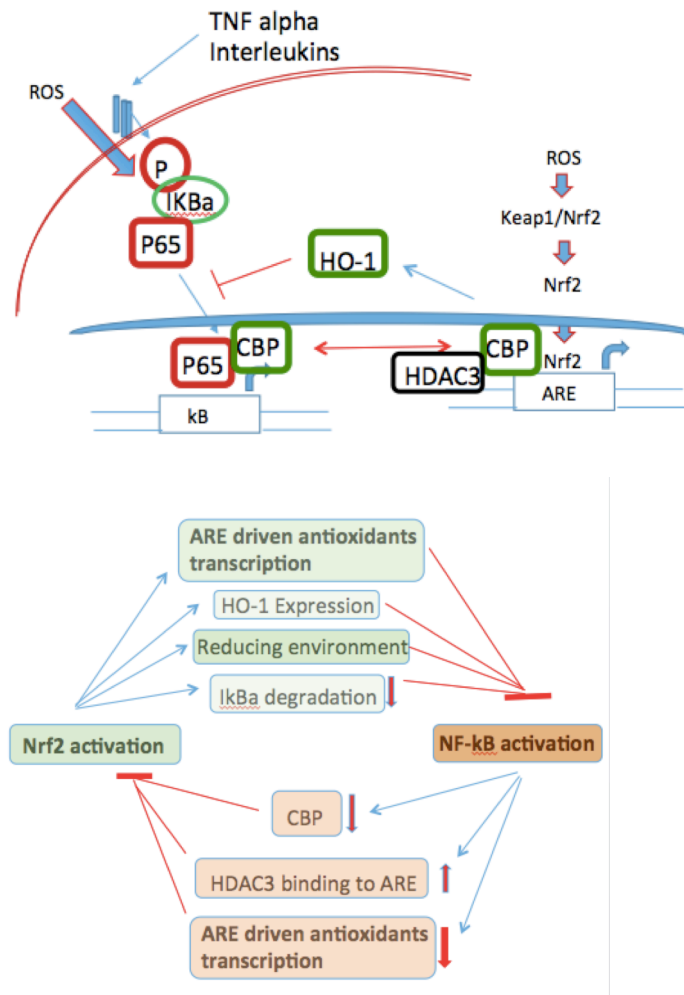 TNF alpha
Interleukins
ROS
P
IKBa
P65
ROS
Keap1/Nrf2
HO-1
Nrf2
CBP
P65
CBP
HDAC3
Nrf2
kB
ARE
ARE driven antioxidants
transcription
HO-1 Expression
Reducing environment
IkBa degradation
Nrf2 activation
NF-kB activation
CBP
HDAC3 binding to ARE
ARE driven antioxidants
transcription